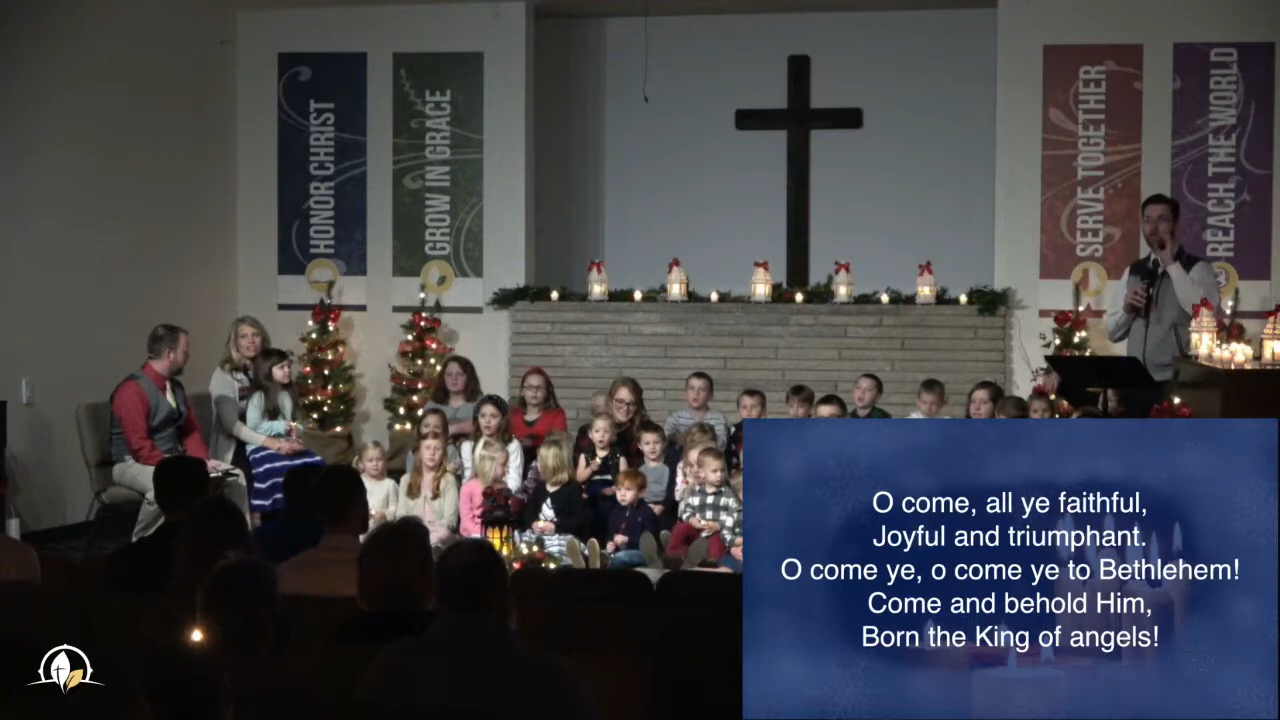 HONOR CHRIST
GROW IN GRACE
SERVE TOGETHER
REACH THE WORLD
O come, all ye faithful,
Joyful and triumphant.
O come ye, o come ye to Bethlehem!
Come and behold Him,
Born the King of angels!